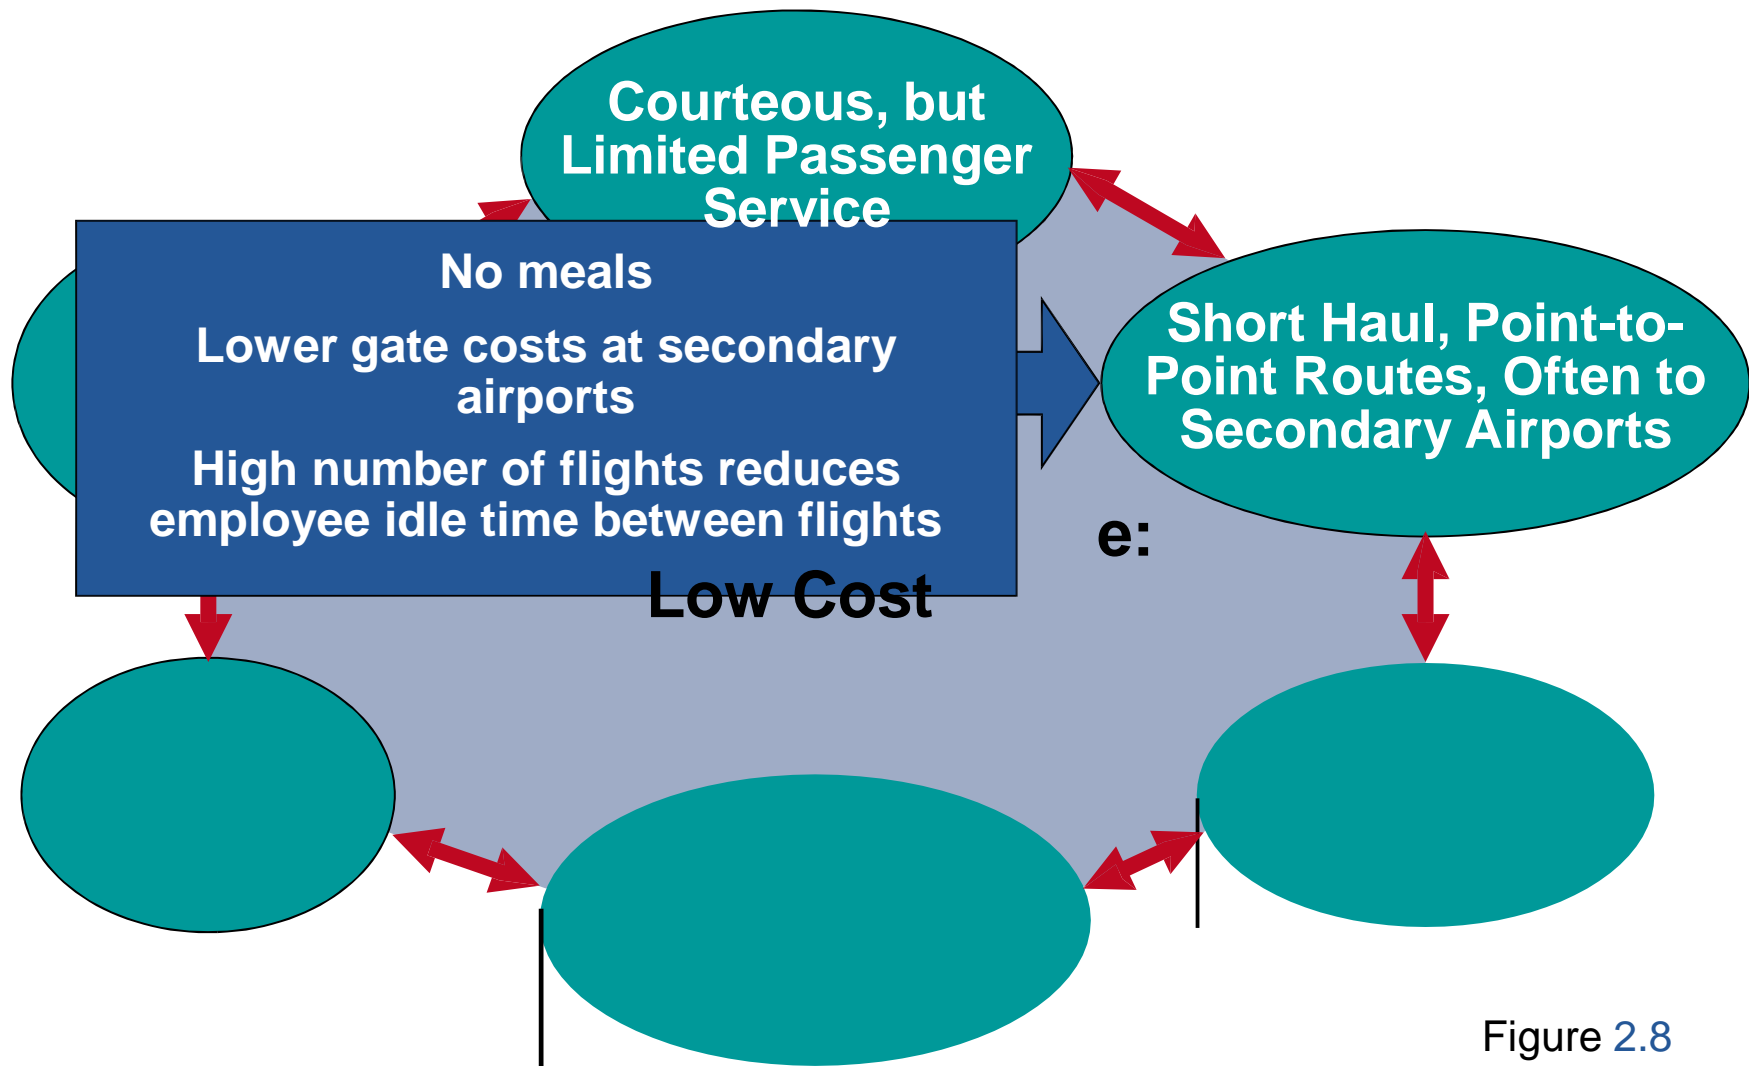 Courteous, but
Limited Passenger
Service
No meals
Lower gate costs at secondary
airports
High number of flights reduces
employee idle time between flights
Short Haul, Point-to-
Point Routes, Often to
Secondary Airports
e:
Low Cost
Figure 2.8